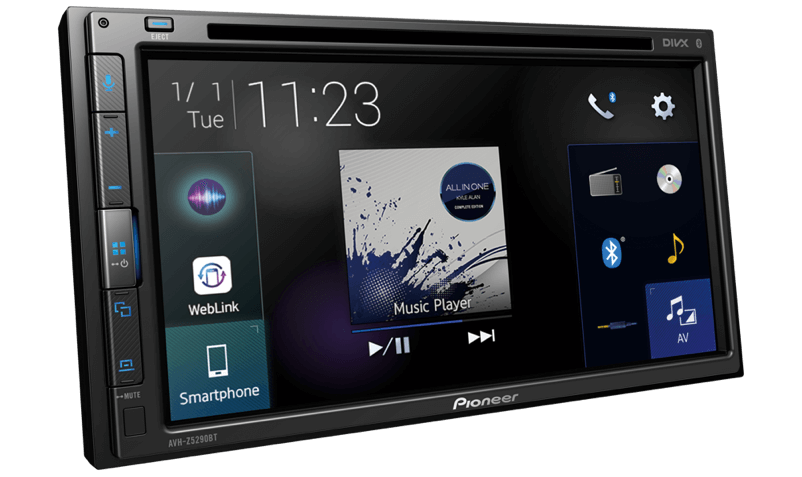 EJECT
DIVX
1/ 1
Tue
11:23
ALL IN ONE
KYLE ALAN
COMPLETE EDITION
WebLink
Music Player
Smartphone
AV
MUTE
Pioneer
AVH-Z5290BT